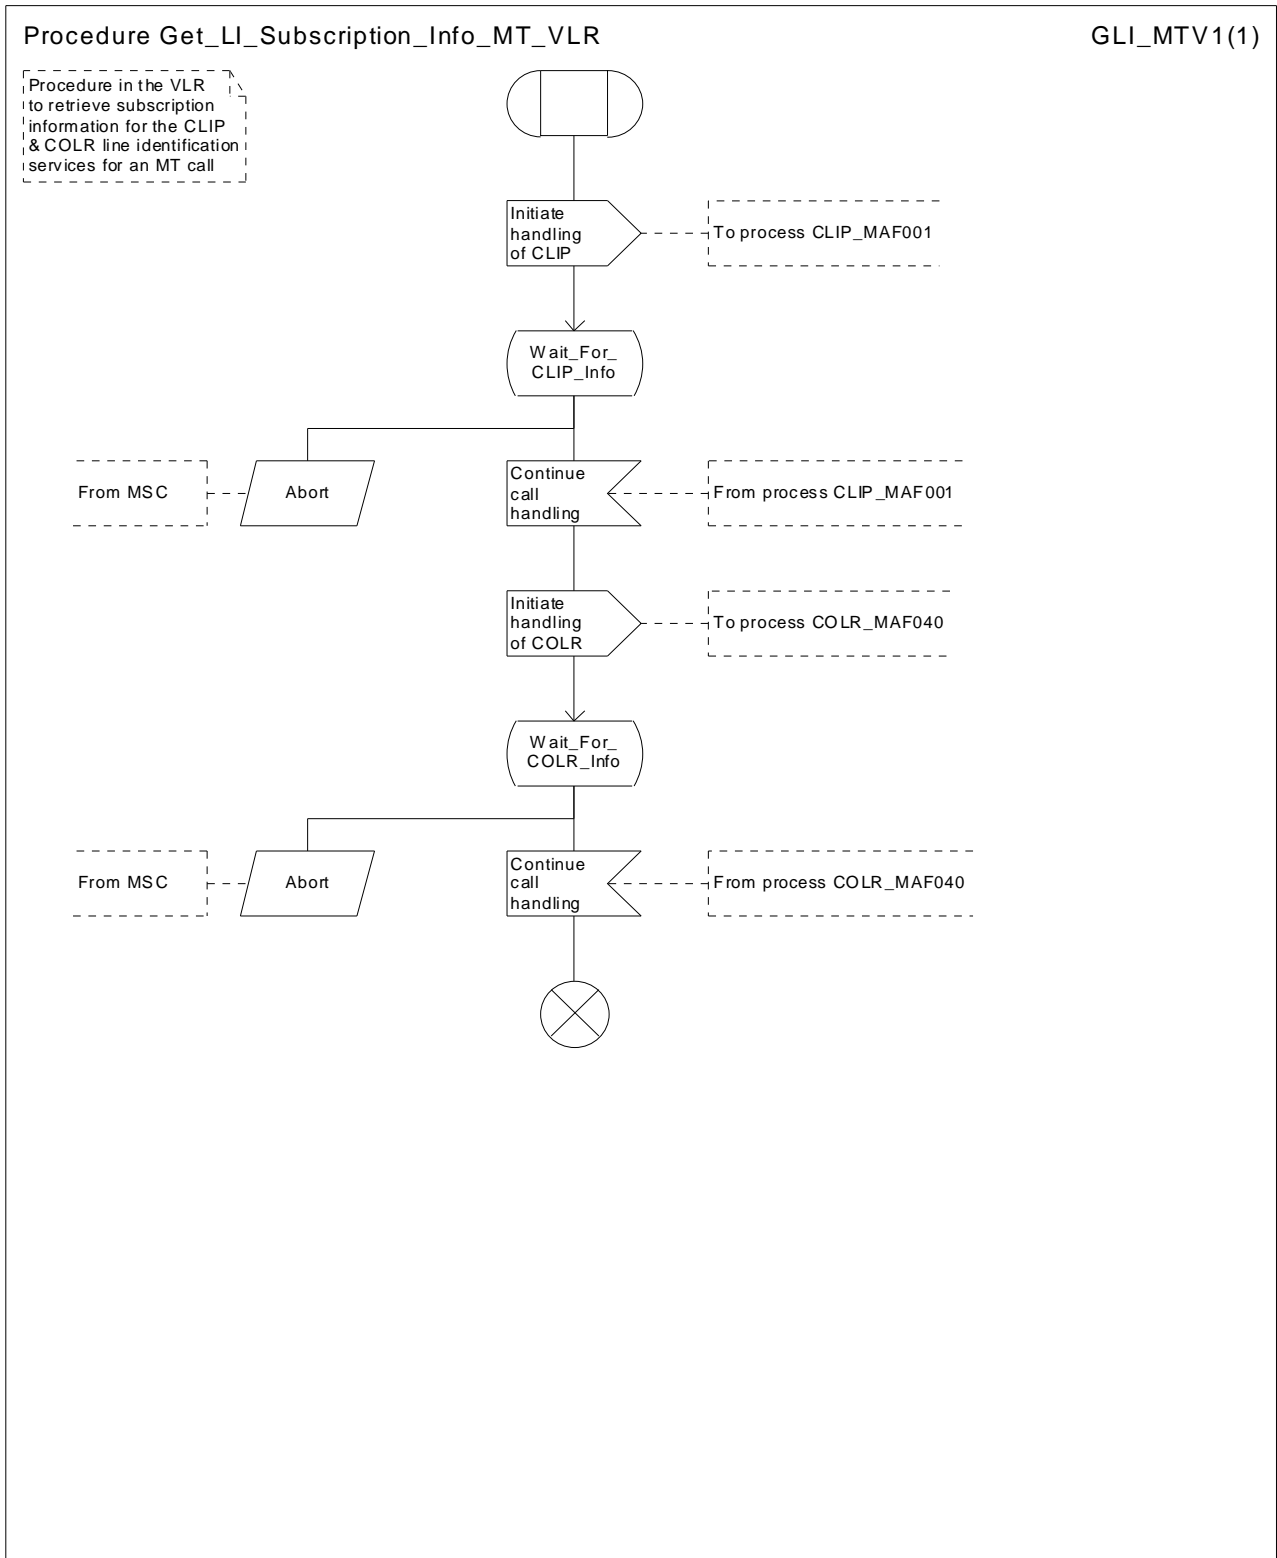 Procedure Get_LI_Subscription_Info_MT_VLR
GLI_MTV1(1)
Procedure in the VLR
to retrieve subscription
information for the CLIP
& COLR line identification
services for an MT call
Initiate
handling
of CLIP
To process CLIP_MAF001
Wait_For_
CLIP_Info
From MSC
Abort
Continue
call
handling
From process CLIP_MAF001
Initiate
handling
of COLR
To process COLR_MAF040
Wait_For_
COLR_Info
From MSC
Abort
Continue
call
handling
From process COLR_MAF040